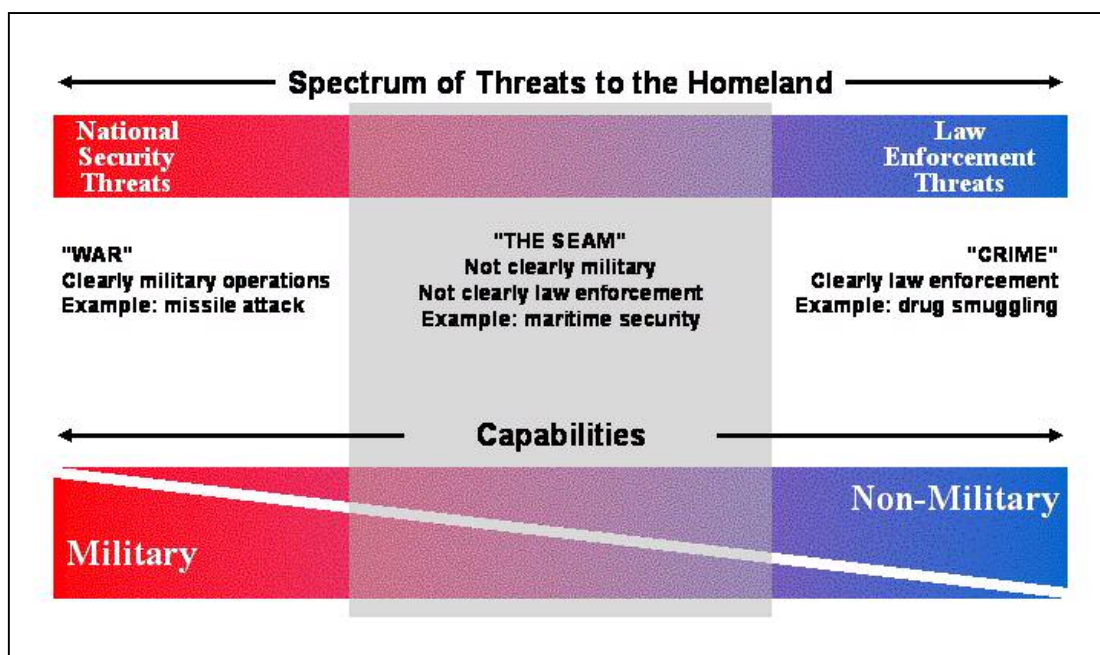 Spectrum of Threats to the Homeland
National
Security
Threats
Law
Enforcement
Threats
"WAR"
Clearly military operations
Example: missile attack
"THE SEAM"
Not clearly military
Not clearly law enforcement
Example: maritime security
"CRIME"
Clearly law enforcement
Example: drug smuggling
Capabilities
Military
Non-Military